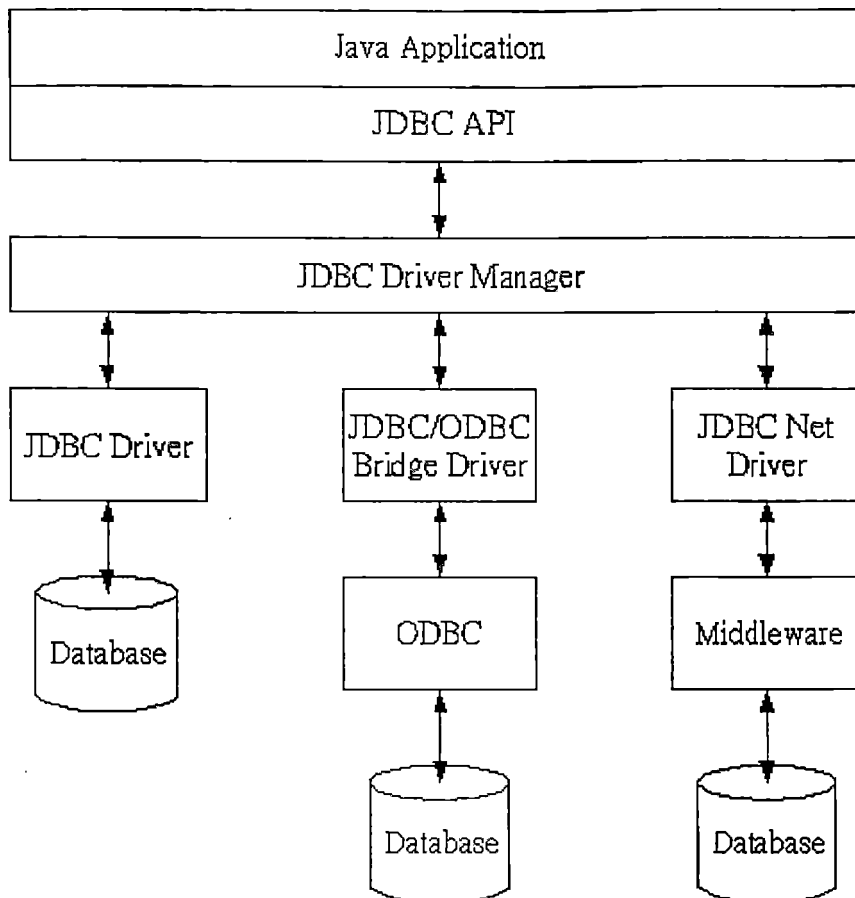 Java Application
JDBC API
JDBC Driver Manager
JDBC Driver
JDBC/ODBC
Bridge Driver
JDBC Net
Driver
Database
ODBC
Middleware
Database
Database